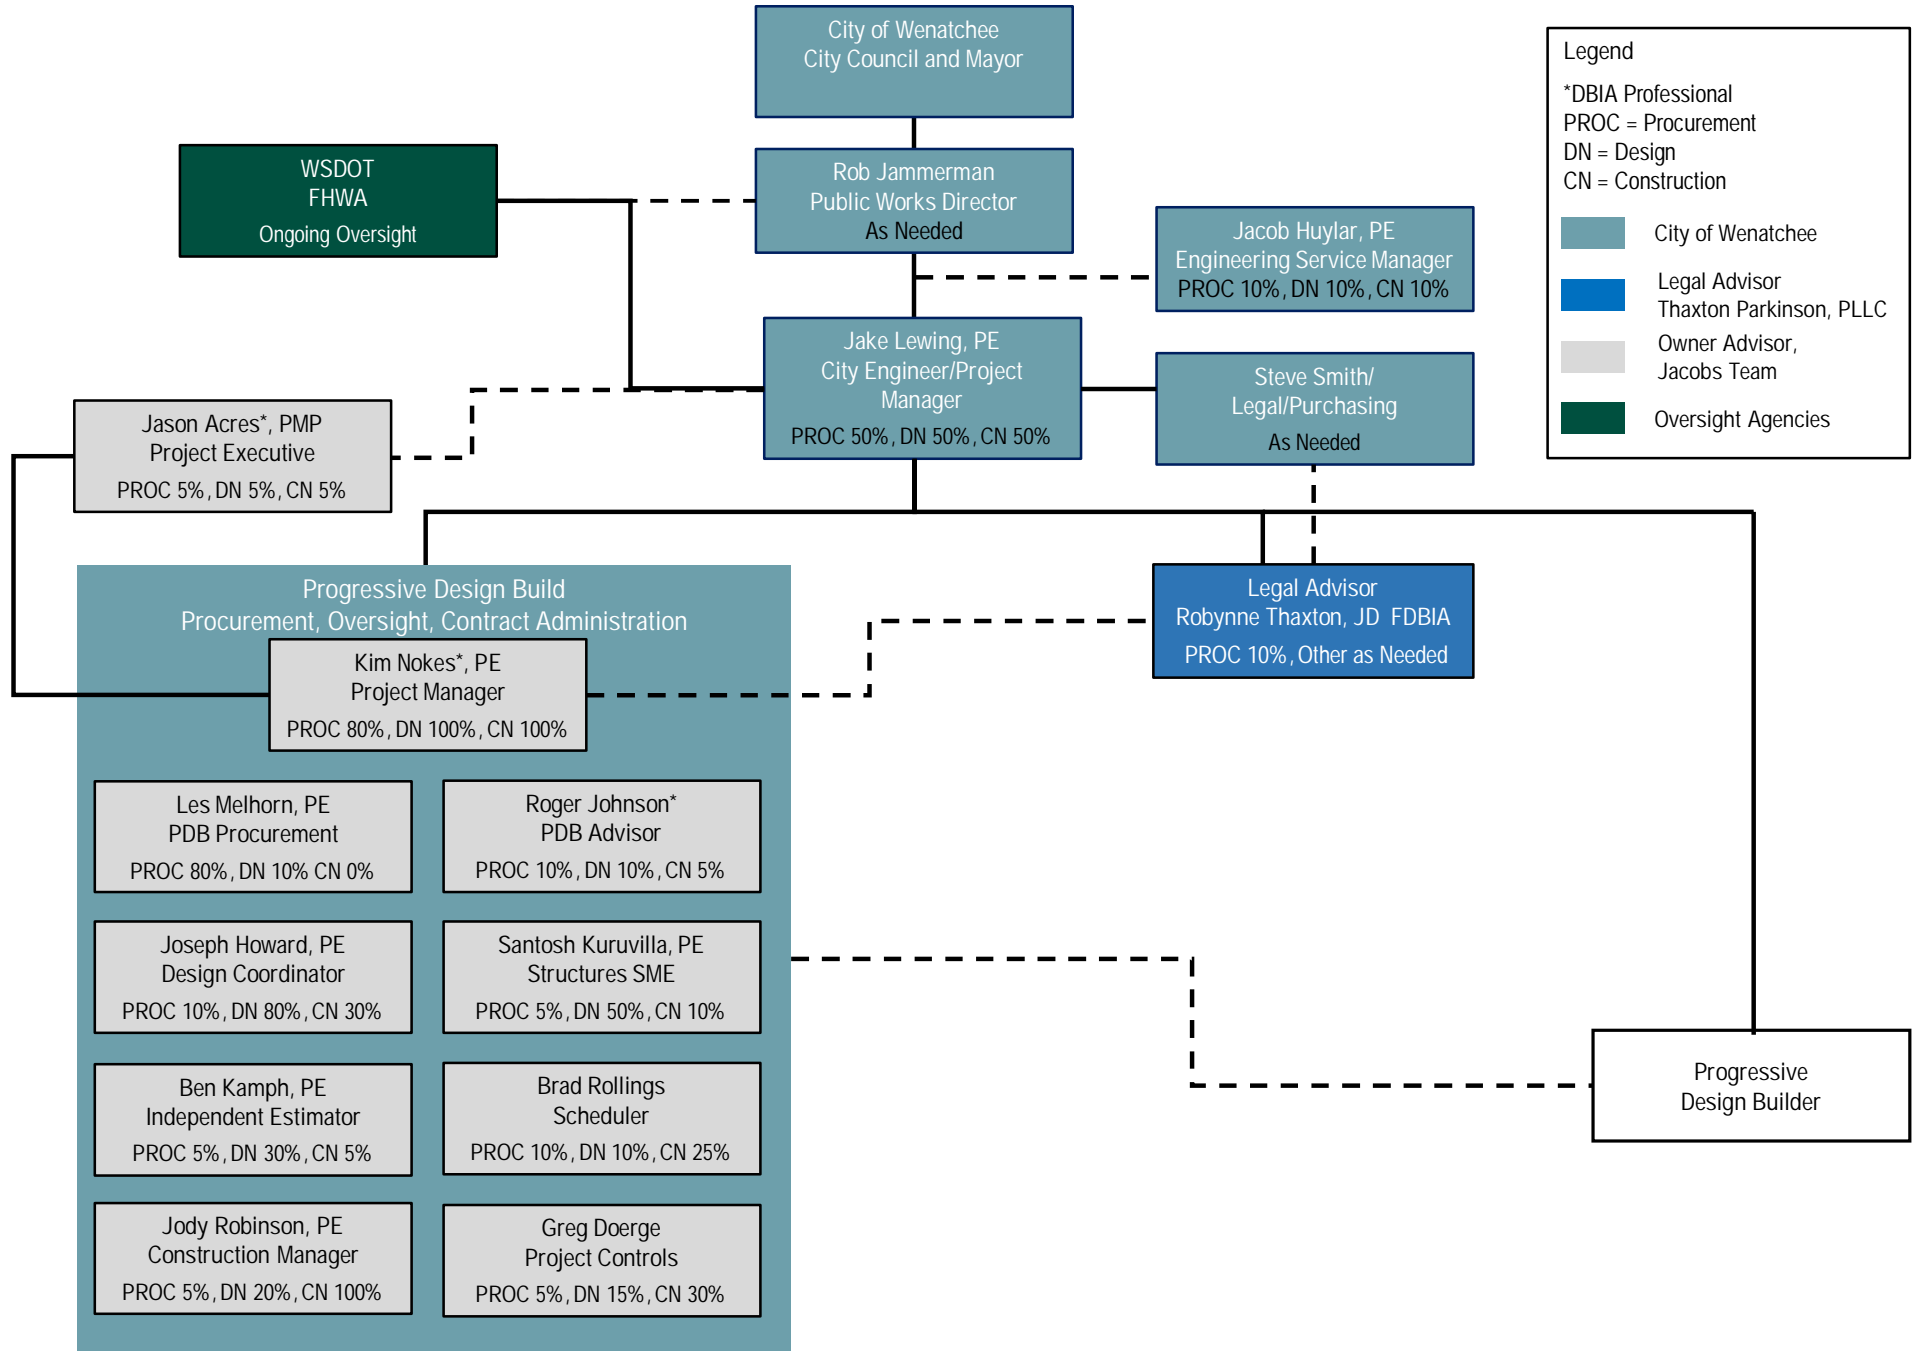 City of Wenatchee
City Council and Mayor
Legend
*DBIA Professional
PROC = Procurement
DN = Design
CN = Construction
City of Wenatchee
Legal Advisor
Thaxton Parkinson, PLLC
Owner Advisor,
Jacobs Team
Oversight Agencies
WSDOT
FHWA
Ongoing Oversight
Rob Jammerman
Public Works Director
As Needed
Jacob Huylar, PE
Engineering Service Manager
PROC 10%, DN 10%, CN 10%
Jake Lewing, PE
City Engineer/Project
Manager
PROC 50%, DN 50%, CN 50%
Steve Smith/
Legal/Purchasing
As Needed
Jason Acres*, PMP
Project Executive
PROC 5%, DN 5%, CN 5%
Progressive Design Build
Procurement, Oversight, Contract Administration
Legal Advisor
Robynne Thaxton, JD FDBIA
PROC 10%, Other as Needed
Kim Nokes*, PE
Project Manager
PROC 80%, DN 100%, CN 100%
Les Melhorn, PE
PDB Procurement
PROC 80%, DN 10% CN 0%
Roger Johnson*
PDB Advisor
PROC 10%, DN 10%, CN 5%
Joseph Howard, PE
Design Coordinator
PROC 10%, DN 80%, CN 30%
Santosh Kuruvilla, PE
Structures SME
PROC 5%, DN 50%, CN 10%
Ben Kamph, PE
Independent Estimator
PROC 5%, DN 30%, CN 5%
Brad Rollings
Scheduler
PROC 10%, DN 10%, CN 25%
Progressive
Design Builder
Jody Robinson, PE
Construction Manager
PROC 5%, DN 20%, CN 100%
Greg Doerge
Project Controls
PROC 5%, DN 15%, CN 30%